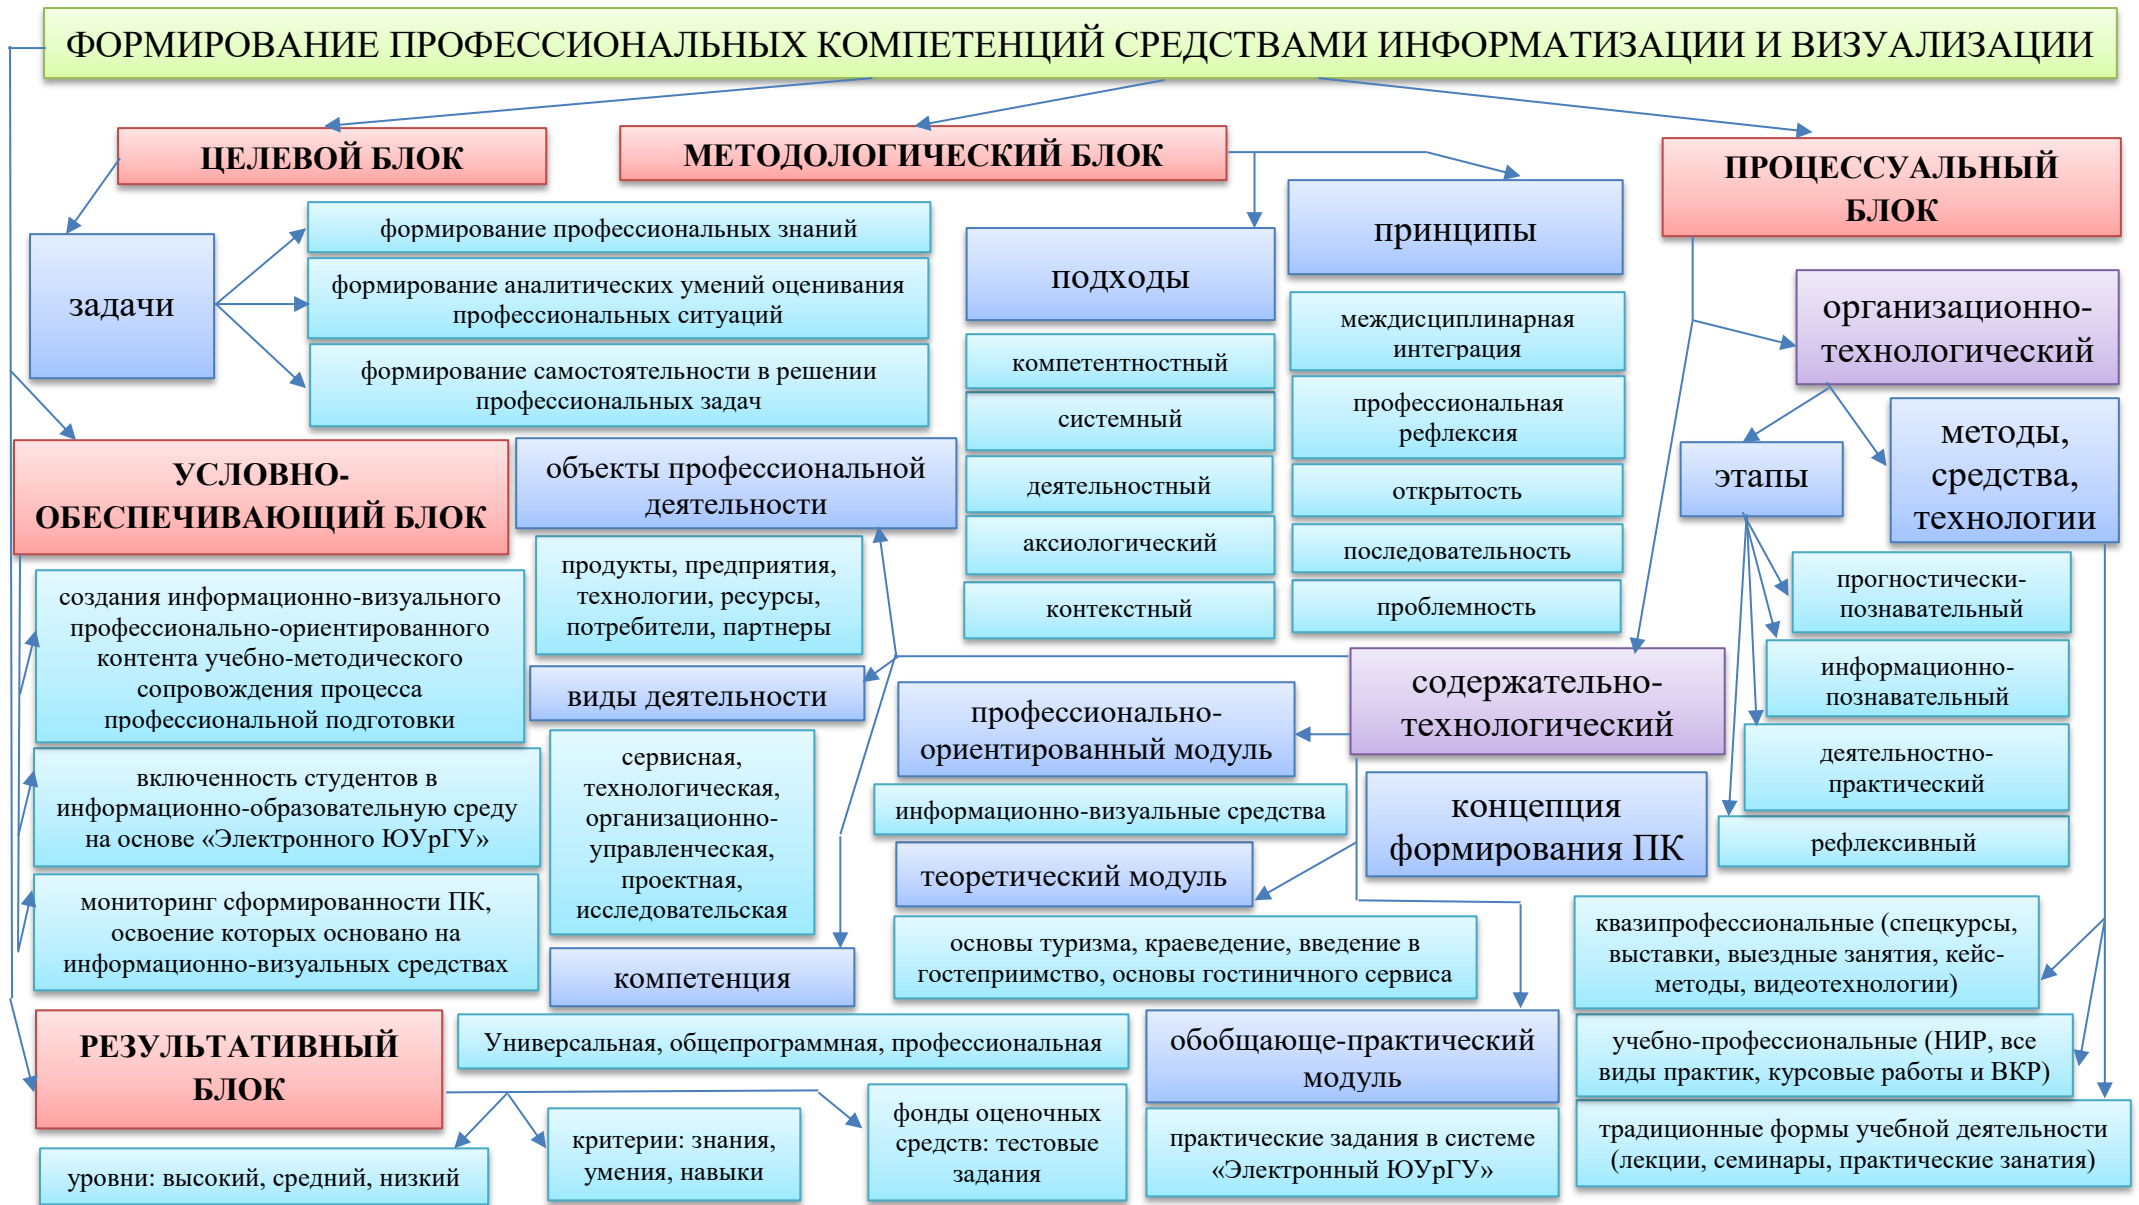 ФОРМИРОВАНИЕ ПРОФЕССИОНАЛЬНЫХ КОМПЕТЕНЦИЙ СРЕДСТВАМИ ИНФОРМАТИЗАЦИИ И ВИЗУАЛИЗАЦИИ
ЦЕЛЕВОЙ БЛОК
задачи
формирование профессиональных знаний
формирование аналитических умений оценивания
профессиональных ситуаций
формирование самостоятельности в решении
профессиональных задач
МЕТОДОЛОГИЧЕСКИЙ БЛОК
подходы
компетентностный
системный
деятельностный
аксиологический
контекстный
принципы
междисциплинарная
интеграция
профессиональная
рефлексия
открытость
последовательность
проблемность
ПРОЦЕССУАЛЬНЫЙ
БЛОК
организационно-
технологический
этапы
методы,
средства,
технологии
прогностически-
познавательный
информационно-
познавательный
деятельностно-
практический
рефлексивный
квазипрофессиональные (спецкурсы,
выставки, выездные занятия, кейс-
методы, видеотехнологии)
учебно-профессиональные (НИР, все
виды практик, курсовые работы и ВКР)
традиционные формы учебной деятельности
(лекции, семинары, практические занатия)
содержательно-
технологический
объекты профессиональной
деятельности
продукты, предприятия,
технологии, ресурсы,
потребители, партнеры
виды деятельности
сервисная,
технологическая,
организационно-
управленческая,
проектная,
исследовательская
компетенция
Универсальная, общепрограммная, профессиональная
профессионально-
ориентированный модуль
информационно-визуальные средства
концепция
формирования ПК
теоретический модуль
основы туризма, краеведение, введение в
гостеприимство, основы гостиничного сервиса
обобщающе-практический
модуль
практические задания в системе
«Электронный ЮУрГУ»
УСЛОВНО-
ОБЕСПЕЧИВАЮЩИЙ БЛОК
создания информационно-визуального
профессионально-ориентированного
контента учебно-методического
сопровождения процесса
профессиональной подготовки
включенность студентов в
информационно-образовательную среду
на основе «Электронного ЮУрГУ»
мониторинг сформированности ПК,
освоение которых основано на
информационно-визуальных средствах
РЕЗУЛЬТАТИВНЫЙ
БЛОК
уровни: высокий, средний, низкий
критерии: знания,
умения, навыки
фонды оценочных
средств: тестовые
задания